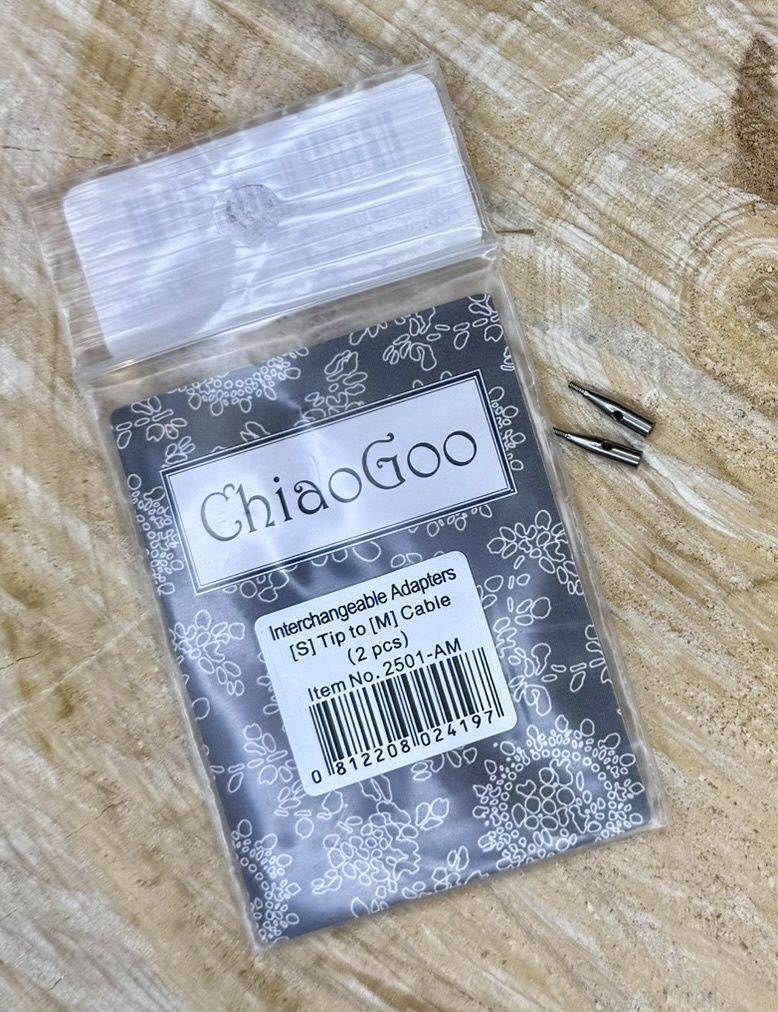 ChiaoGoo
Interchangeable Adapters
[S] Tip to [M] Cable
(2 pcs)
Item No. 2501-AM
0 812208 024197